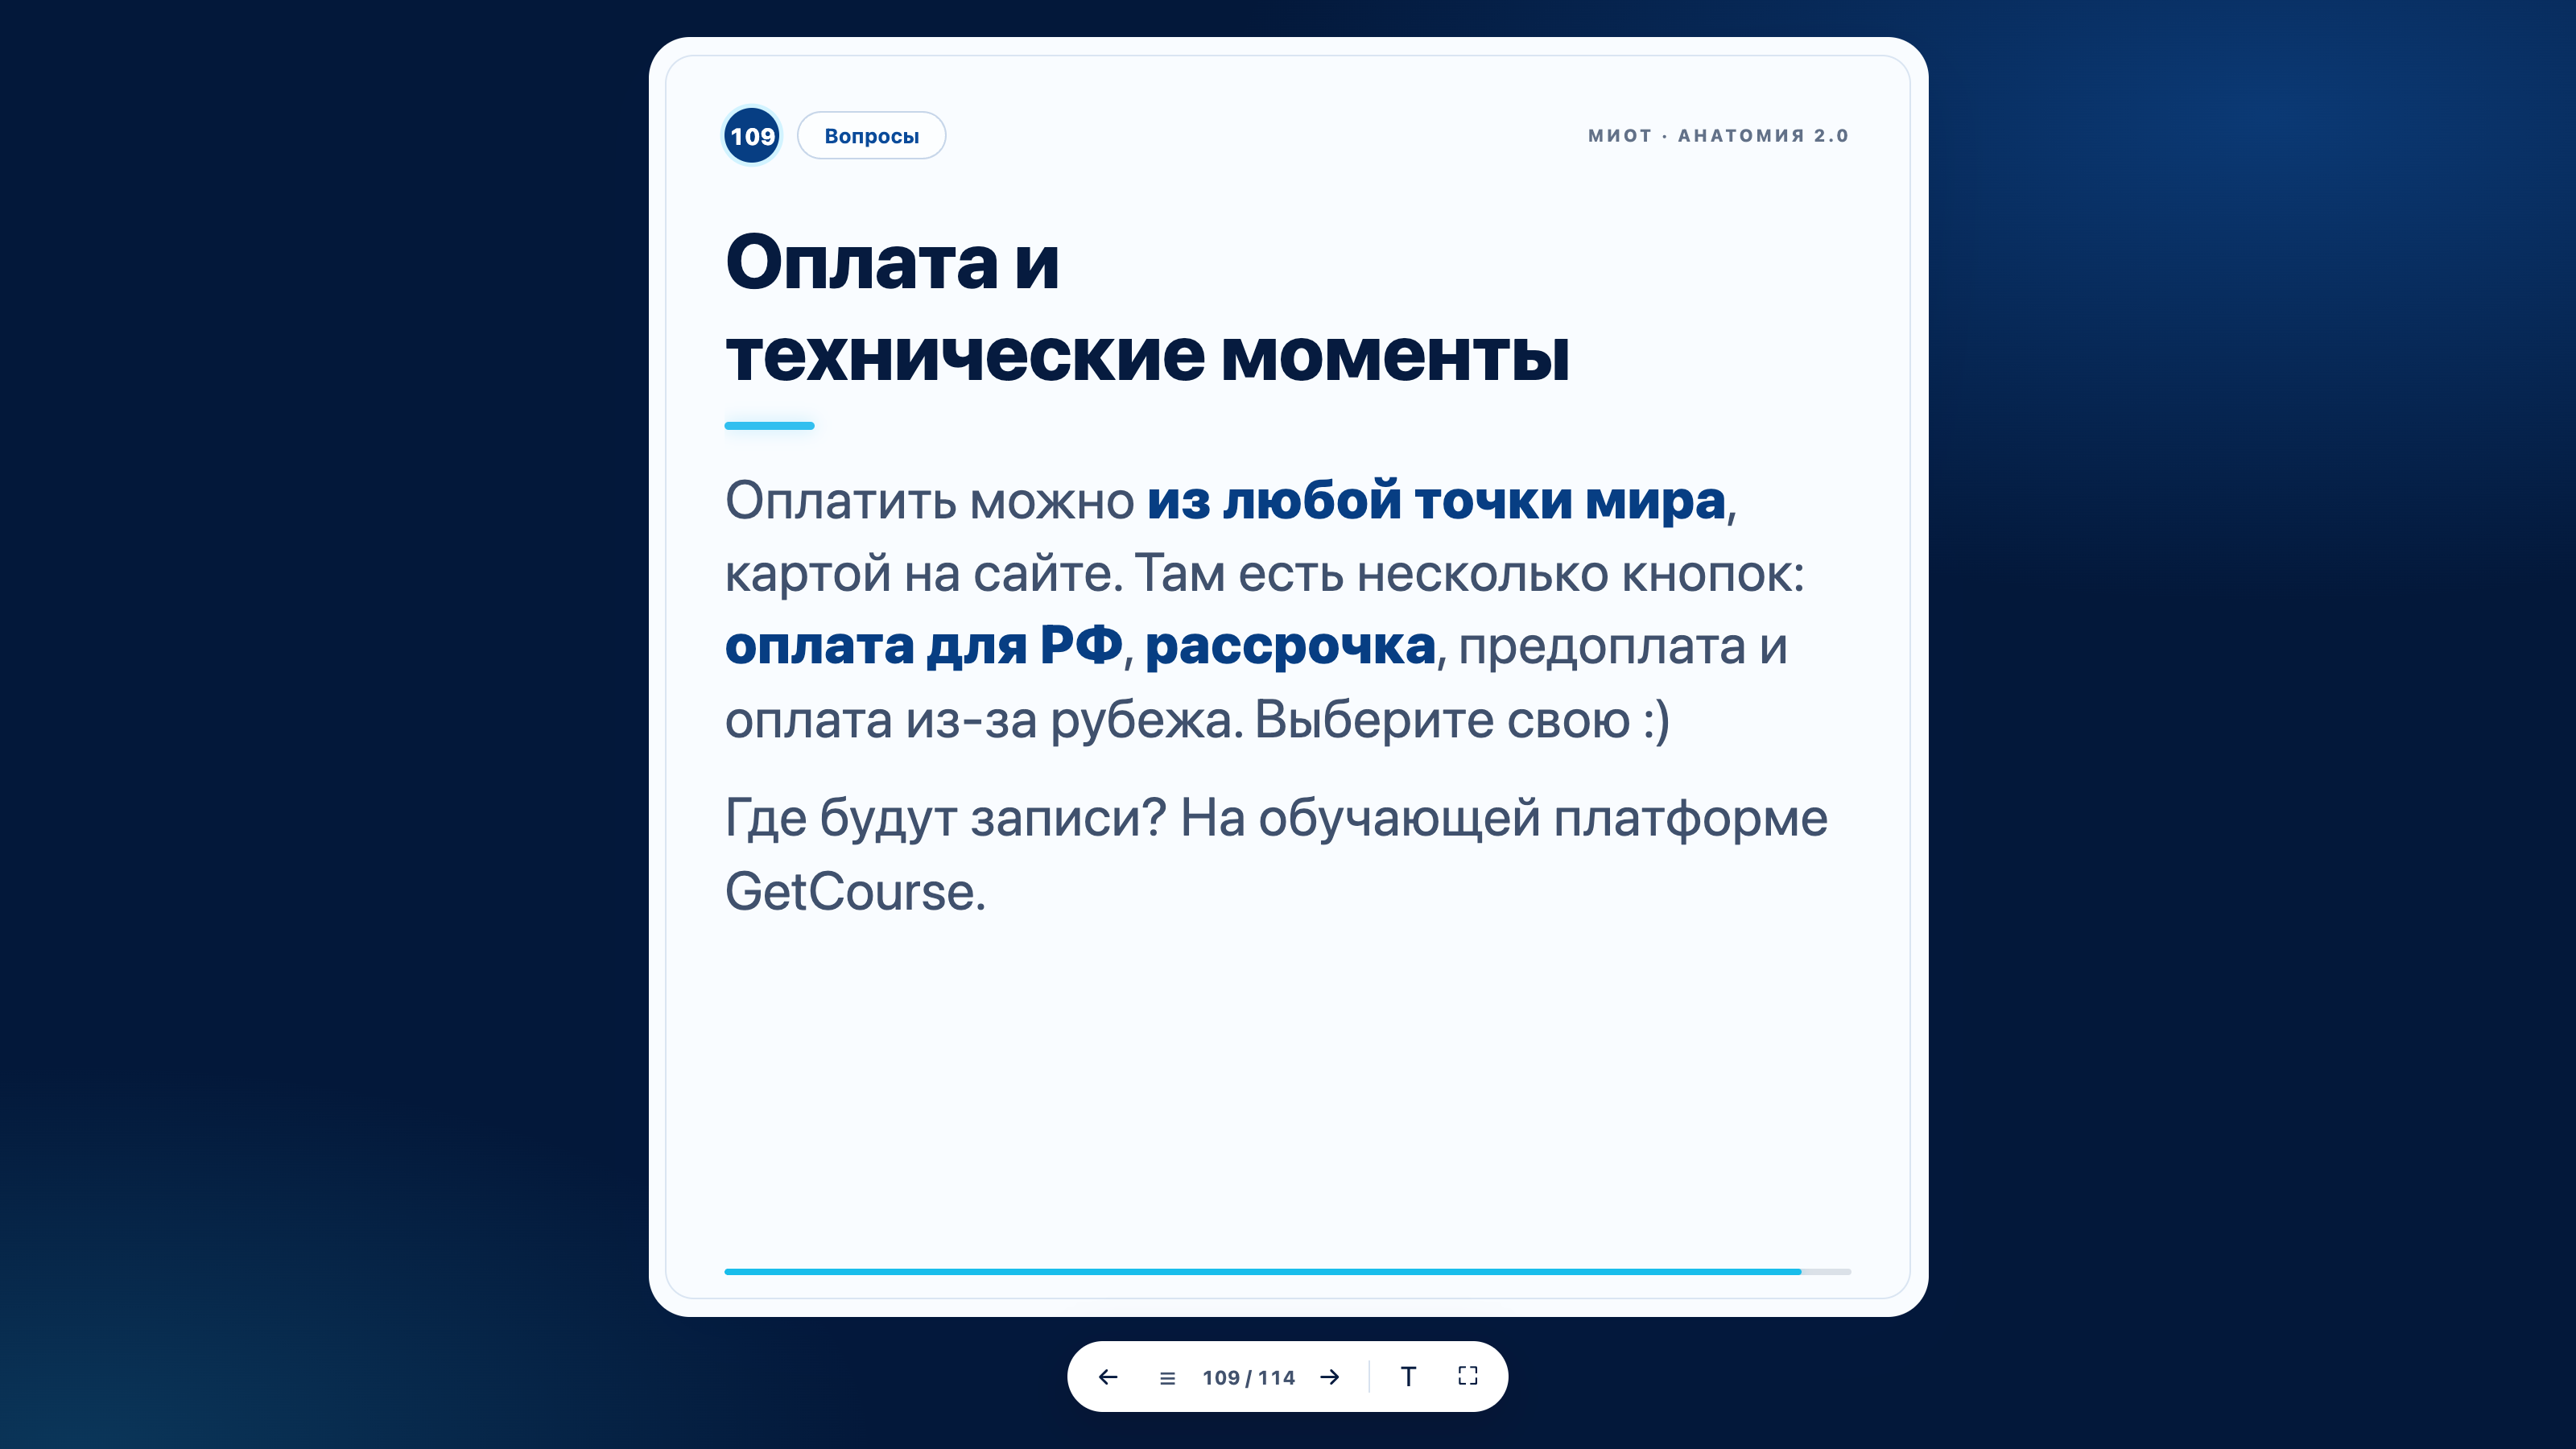 109
Вопросы
МИОТ · АНАТОМИЯ 2.0
Оплата и
технические моменты
Оплатить можно из любой точки мира,
картой на сайте. Там есть несколько кнопок:
оплата для РФ, рассрочка, предоплата и
оплата из-за рубежа. Выберите свою :)
Где будут записи? На обучающей платформе
GetCourse.
109 / 114
T